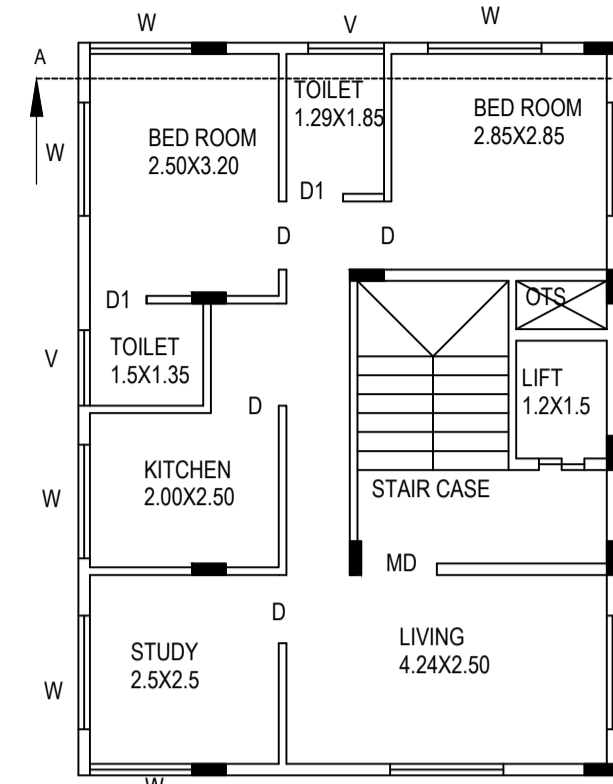 W
V
W
A
TOILET
1.29X1.85
BED ROOM
2.85X2.85
BED ROOM
2.50X3.20
W
D1
D
D
D1
OTS
TOILET
1.5X1.35
V
LIFT
1.2X1.5
D
KITCHEN
2.00X2.50
W
STAIR CASE
MD
D
LIVING
4.24X2.50
STUDY
2.5X2.5
W
W